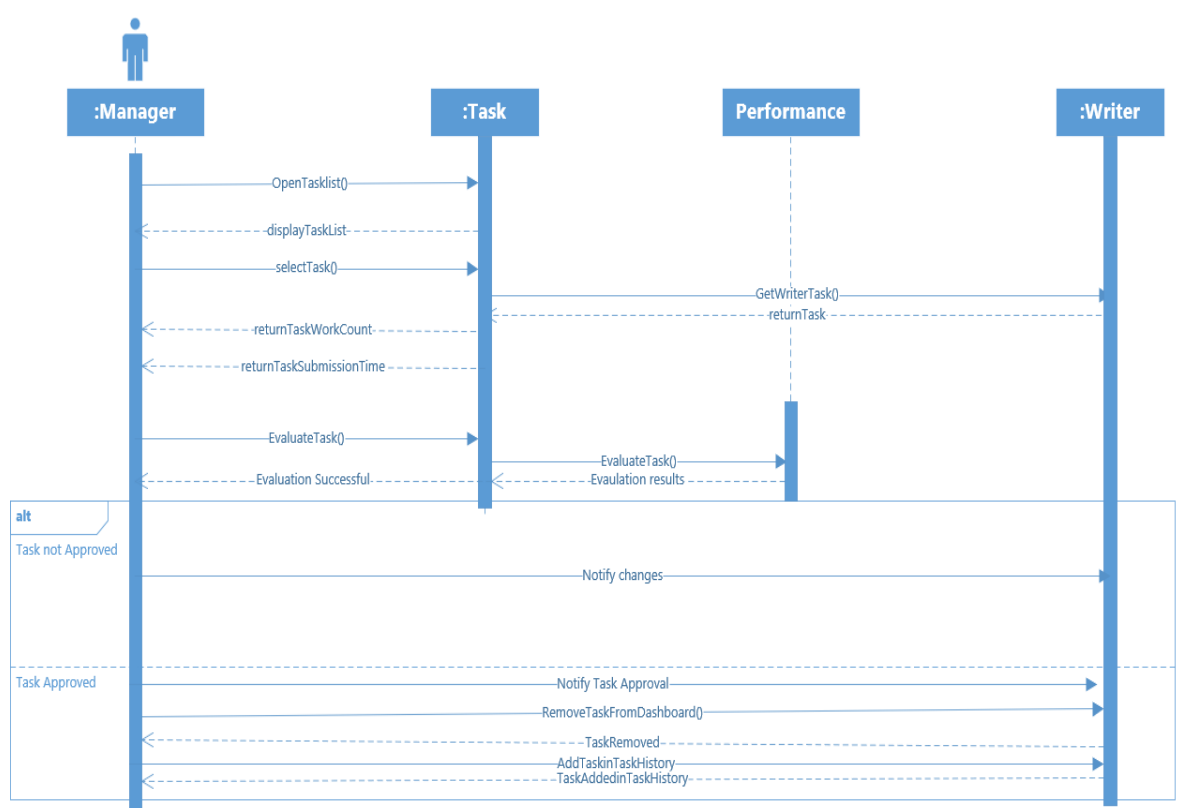 :Manager
:Task
Performance
:Writer
OpenTasklist()
displayTaskList
selectTask()
GetWriterTask()
returnTask
returnTaskWorkCount
returnTaskSubmissionTime
EvaluateTask()
EvaluateTask()
Evaluation Successful
Evaulation results
alt
Task not Approved
Notify changes
Task Approved
Notify Task Approval
RemoveTaskFromDashboard()
TaskRemoved
AddTaskinTaskHistory
TaskAddedinTaskHistory